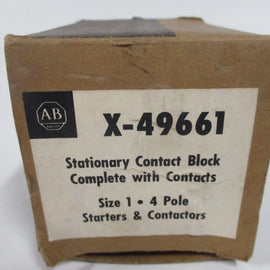 AB
X-49661
Stationary Contact Block
Complete with Contacts
Size 1 • 4 Pole
Starters & Contactors